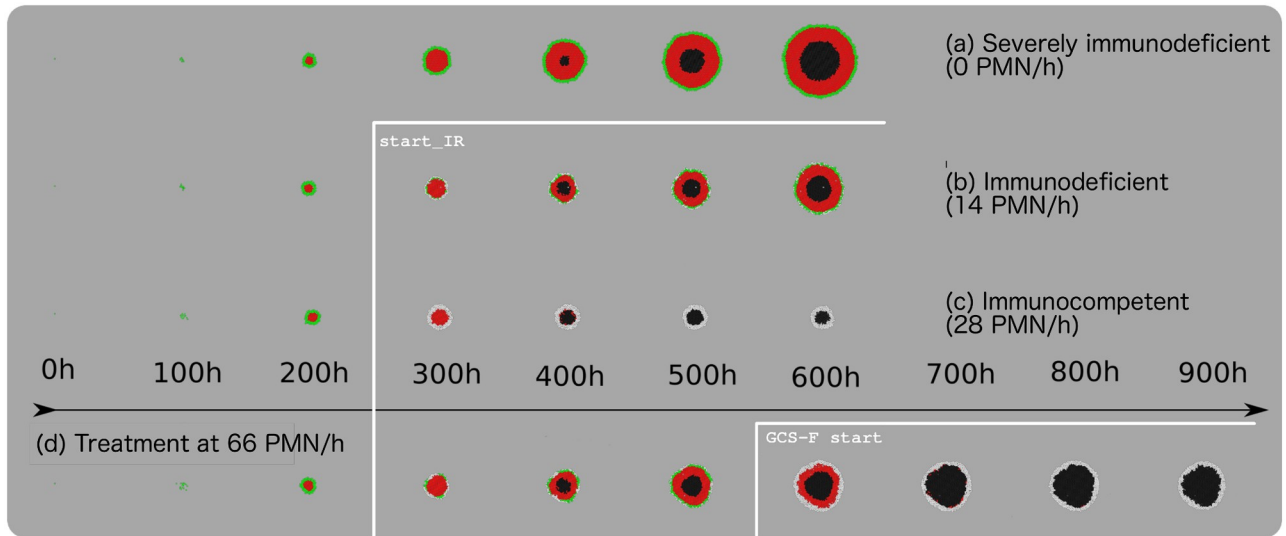 (a) Severely immunodeficient
(0 PMN/h)
start_IR
(b) Immunodeficient
(14 PMN/h)
(c) Immunocompetent
(28 PMN/h)
0h 100h 200h 300h 400h 500h 600h 700h 800h 900h
(d) Treatment at 66 PMN/h
GCS-F start